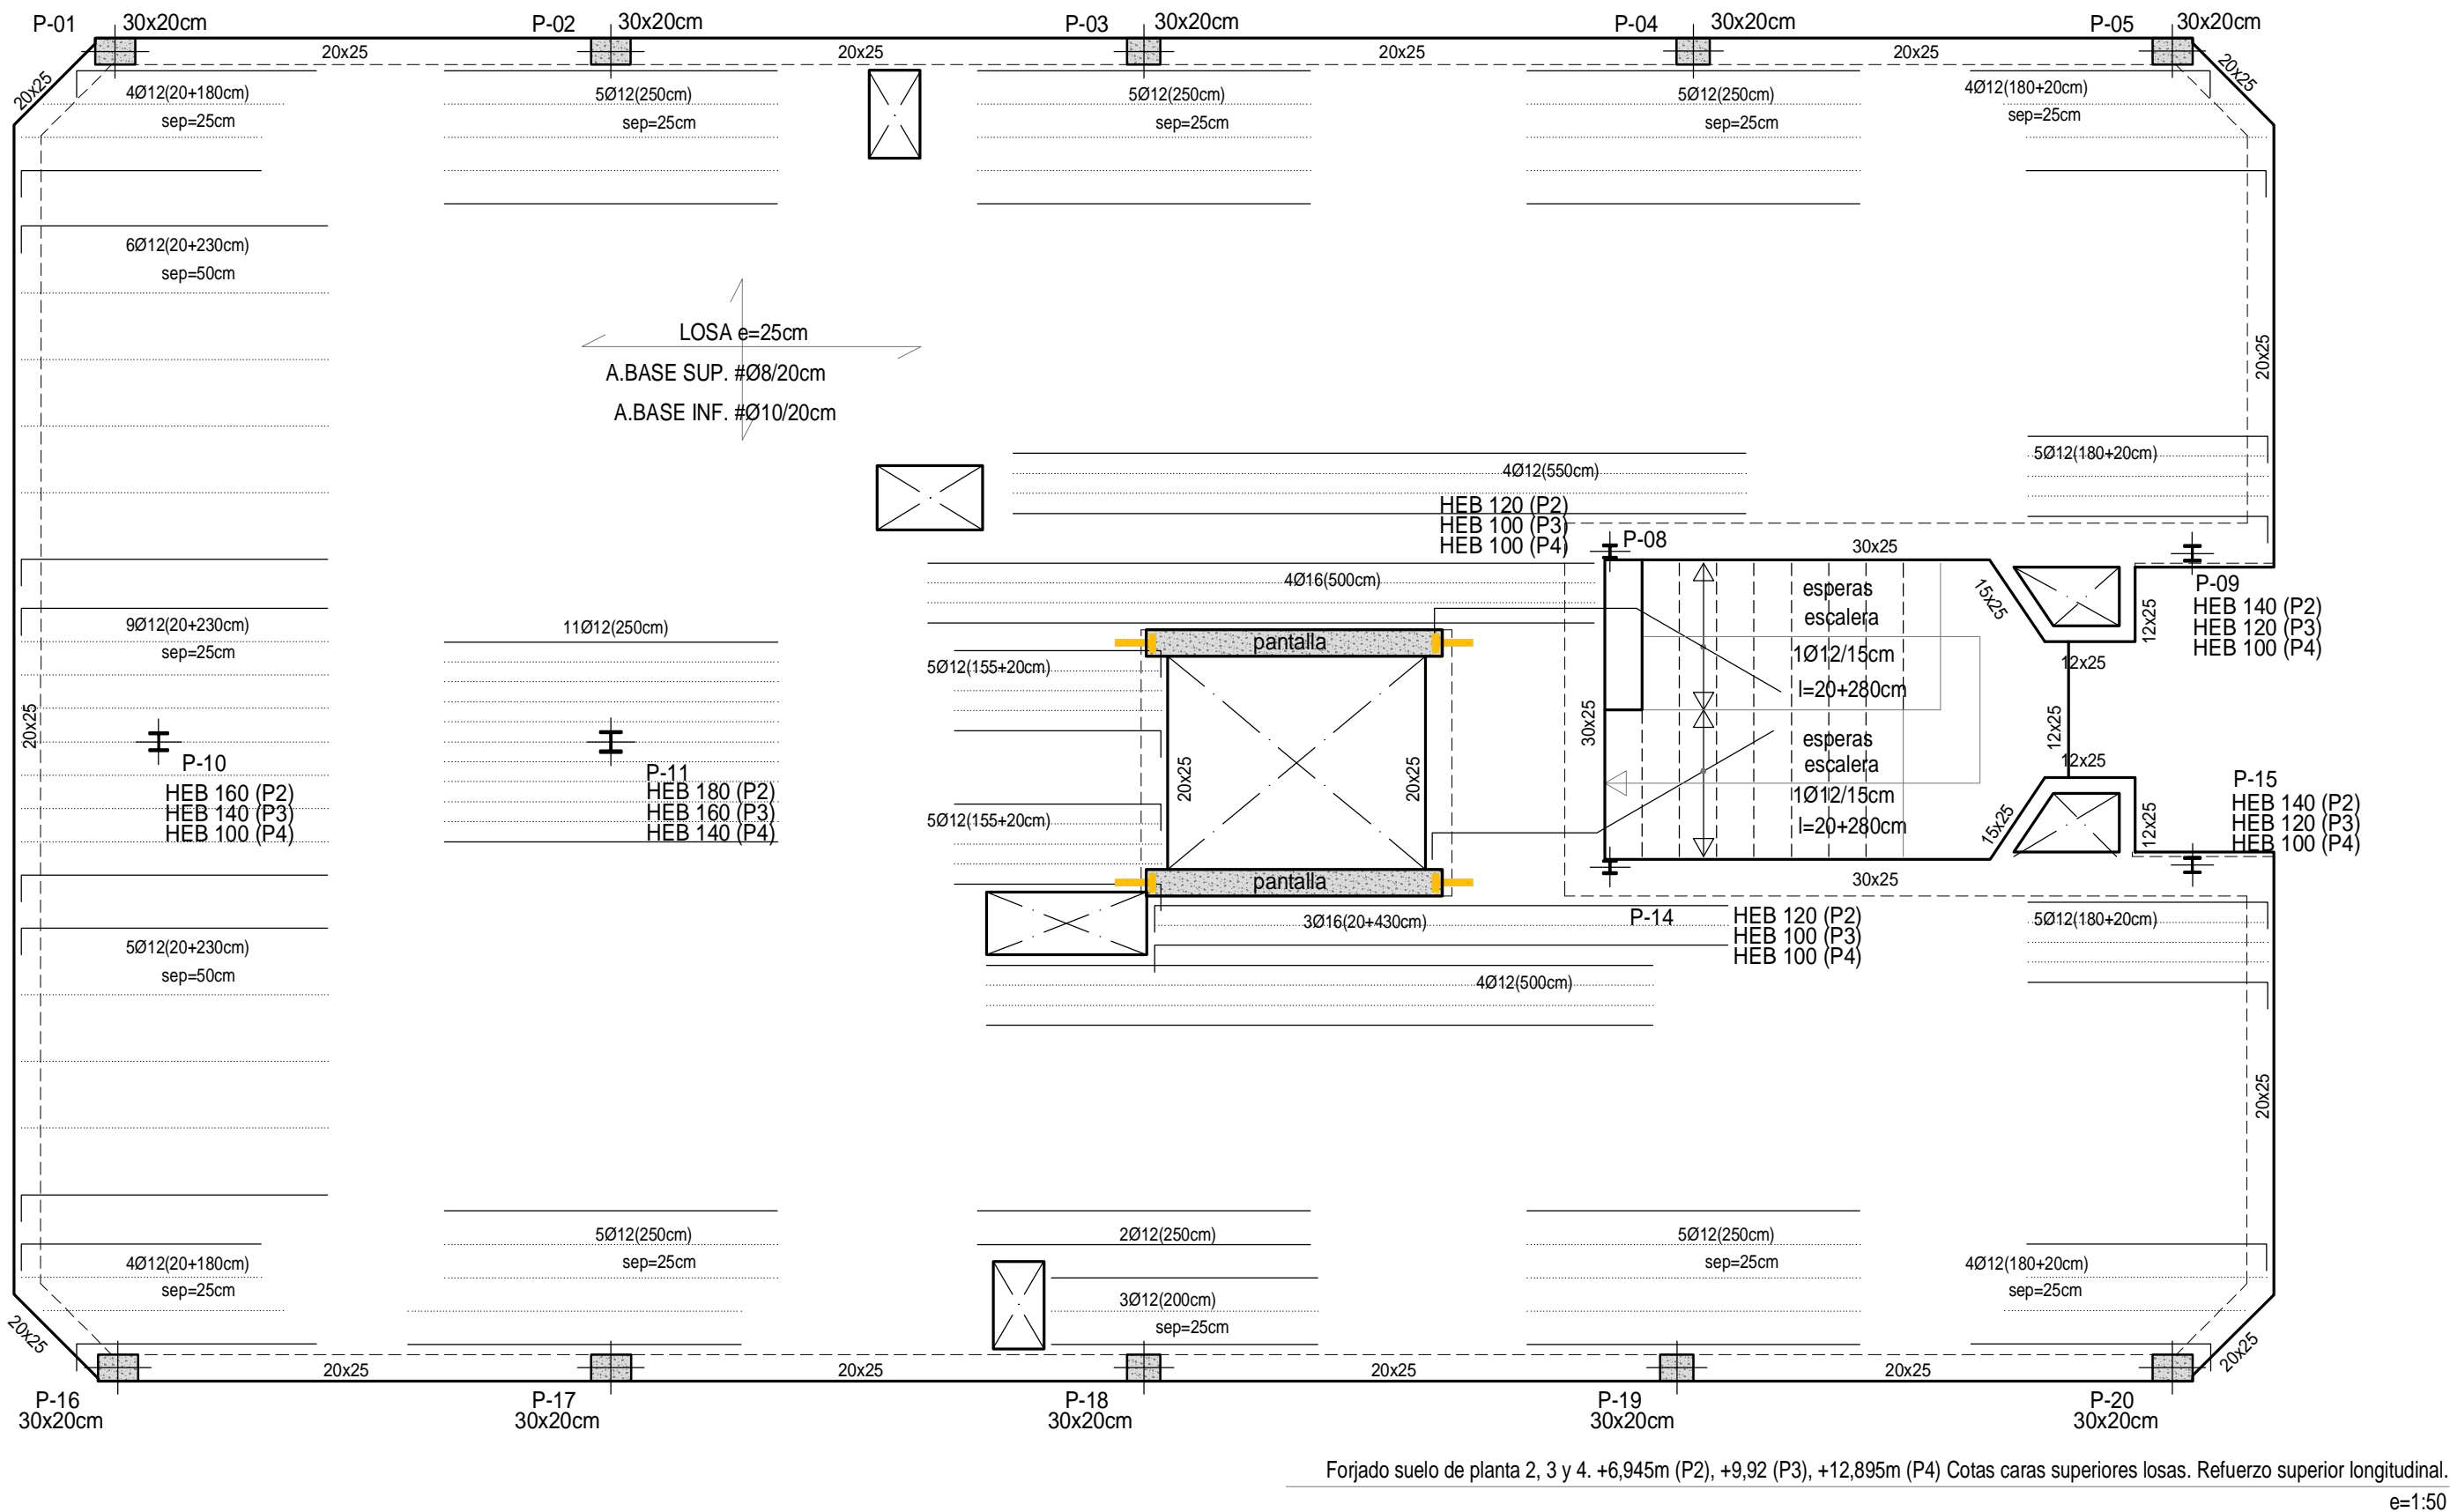 P-01 30x20cm
P-02 30x20cm
P-03 30x20cm
P-04 30x20cm
P-05 30x20cm
20x25
20x25
20x25
20x25
20x25
20x25
4Ø12(20+180cm)
sep=25cm
5Ø12(250cm)
sep=25cm
5Ø12(250cm)
sep=25cm
5Ø12(250cm)
sep=25cm
4Ø12(180+20cm)
sep=25cm
6Ø12(20+230cm)
sep=50cm
LOSA e=25cm
A.BASE SUP. #Ø8/20cm
A.BASE INF. #Ø10/20cm
20x25
4Ø12(550cm)
5Ø12(180+20cm)
HEB 120 (P2)
HEB 100 (P3)
HEB 100 (P4)
P-08
30x25
4Ø16(500cm)
esperas
escalera
1Ø12/15cm
l=20+280cm
15x25
12x25
12x25
P-09
HEB 140 (P2)
HEB 120 (P3)
HEB 100 (P4)
9Ø12(20+230cm)
sep=25cm
11Ø12(250cm)
pantalla
5Ø12(155+20cm)
20x25
P-10
HEB 160 (P2)
HEB 140 (P3)
HEB 100 (P4)
P-11
HEB 180 (P2)
HEB 160 (P3)
HEB 140 (P4)
20x25
20x25
30x25
esperas
escalera
1Ø12/15cm
l=20+280cm
12x25
12x25
15x25
12x25
P-15
HEB 140 (P2)
HEB 120 (P3)
HEB 100 (P4)
5Ø12(155+20cm)
pantalla
30x25
3Ø16(20+430cm)
P-14
HEB 120 (P2)
HEB 100 (P3)
HEB 100 (P4)
5Ø12(180+20cm)
5Ø12(20+230cm)
sep=50cm
4Ø12(500cm)
20x25
4Ø12(20+180cm)
sep=25cm
5Ø12(250cm)
sep=25cm
2Ø12(250cm)
3Ø12(200cm)
sep=25cm
5Ø12(250cm)
sep=25cm
4Ø12(180+20cm)
sep=25cm
20x25
20x25
20x25
20x25
20x25
20x25
P-16
30x20cm
P-17
30x20cm
P-18
30x20cm
P-19
30x20cm
P-20
30x20cm
Forjado suelo de planta 2, 3 y 4. +6,945m (P2), +9,92 (P3), +12,895m (P4) Cotas caras superiores losas. Refuerzo superior longitudinal.
e=1:50